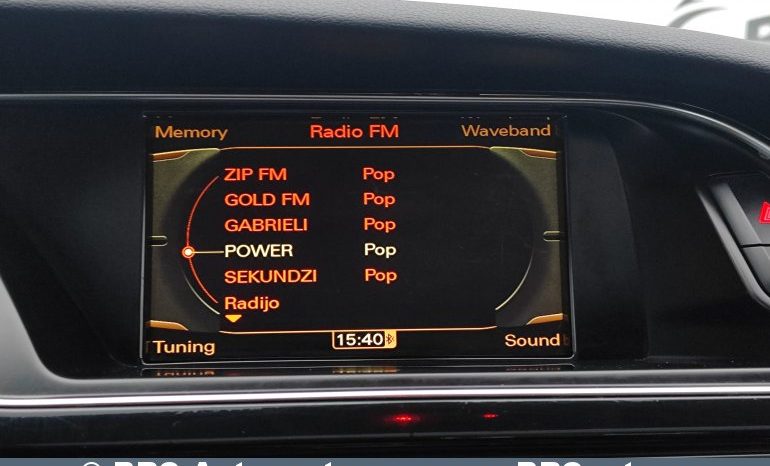 Memory Radio FM Waveband
ZIP FM Pop
GOLD FM Pop
GABRIELI Pop
POWER Pop
SEKUNDZI Pop
Radijo
15:40
Tuning Sound